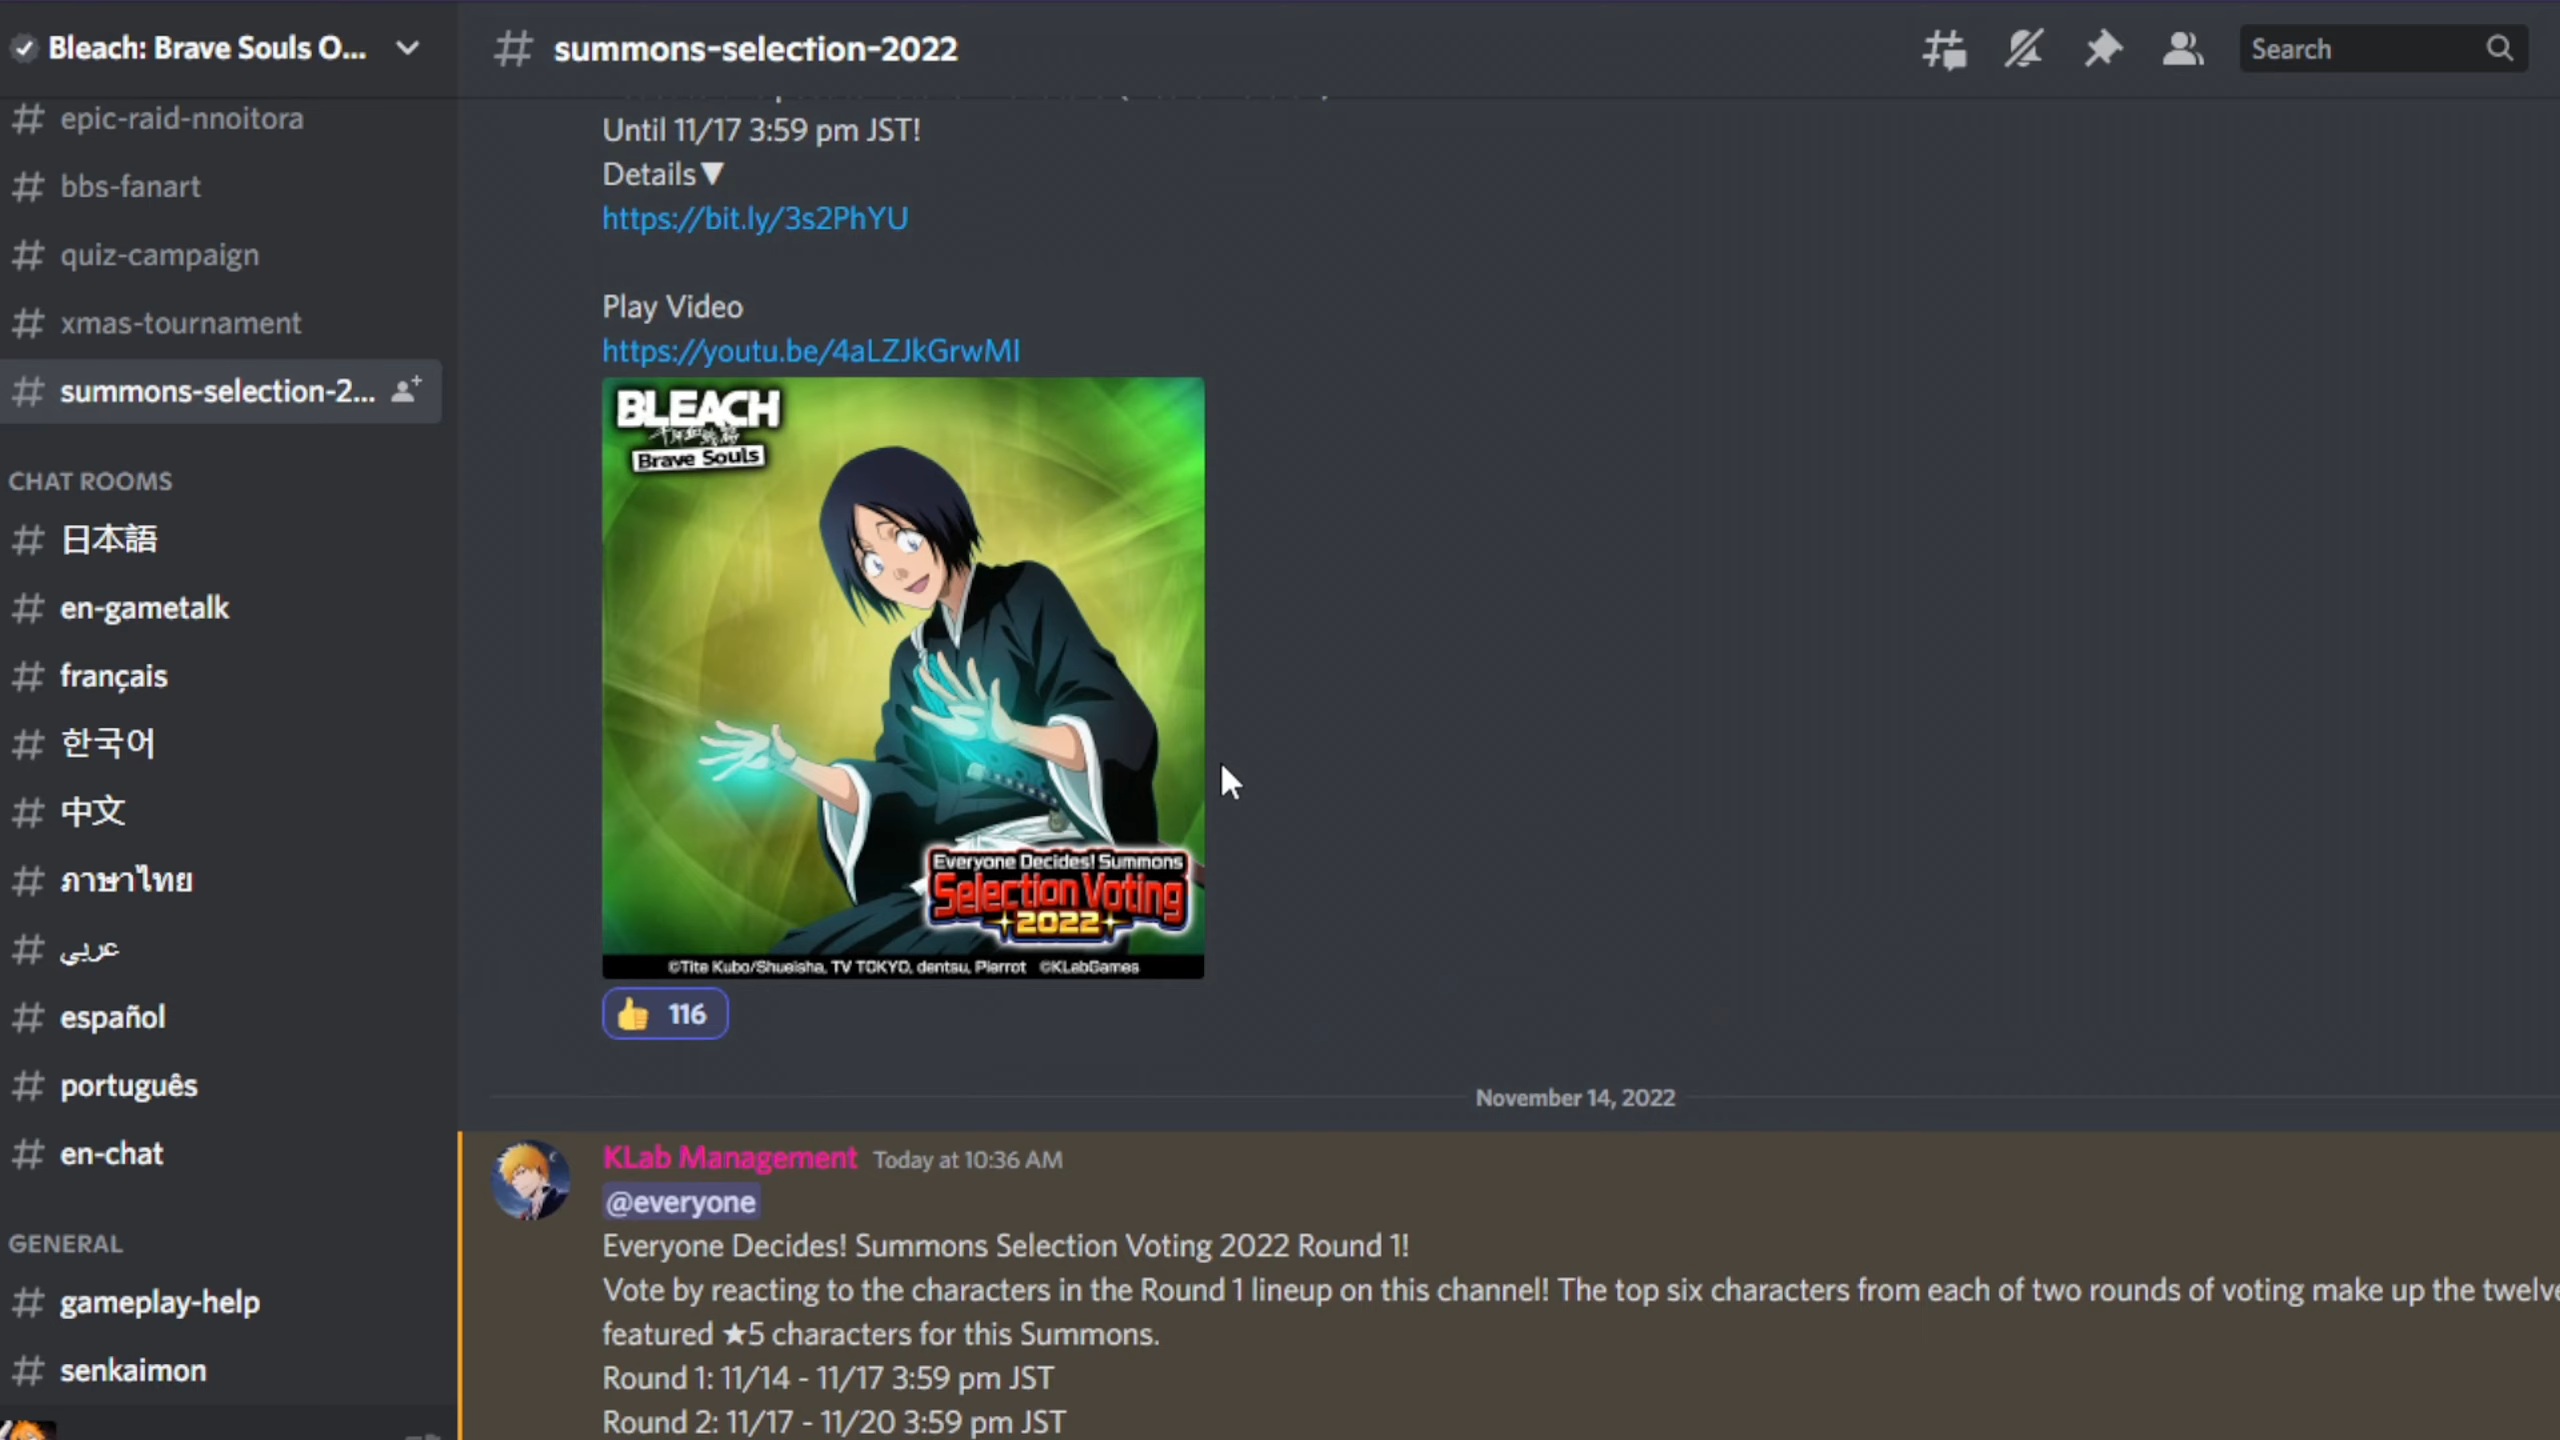 Bleach: Brave Souls O...
epic-raid-nnoitora
bbs-fanart
quiz-campaign
xmas-tournament
summons-selection-2...
CHAT ROOMS
日本語
en-gametalk
français
한국어
中文
ภาษาไทย
عربي
español
português
en-chat
GENERAL
gameplay-help
senkaimon
# summons-selection-2022
Search
Until 11/17 3:59 pm JST!
Details▼
https://bit.ly/3s2PhYU
Play Video
https://youtu.be/4aLZJkGrwMI
BLEACH
千年血戦篇
Brave Souls
Everyone Decides! Summons
Selection Voting
2022
©Tite Kubo/Shueisha, TV TOKYO, dentsu, Pierrot ©KLabGames
👍 116
November 14, 2022
KLab Management Today at 10:36 AM
@everyone
Everyone Decides! Summons Selection Voting 2022 Round 1!
Vote by reacting to the characters in the Round 1 lineup on this channel! The top six characters from each of two rounds of voting make up the twelve
featured ★5 characters for this Summons.
Round 1: 11/14 - 11/17 3:59 pm JST
Round 2: 11/17 - 11/20 3:59 pm JST